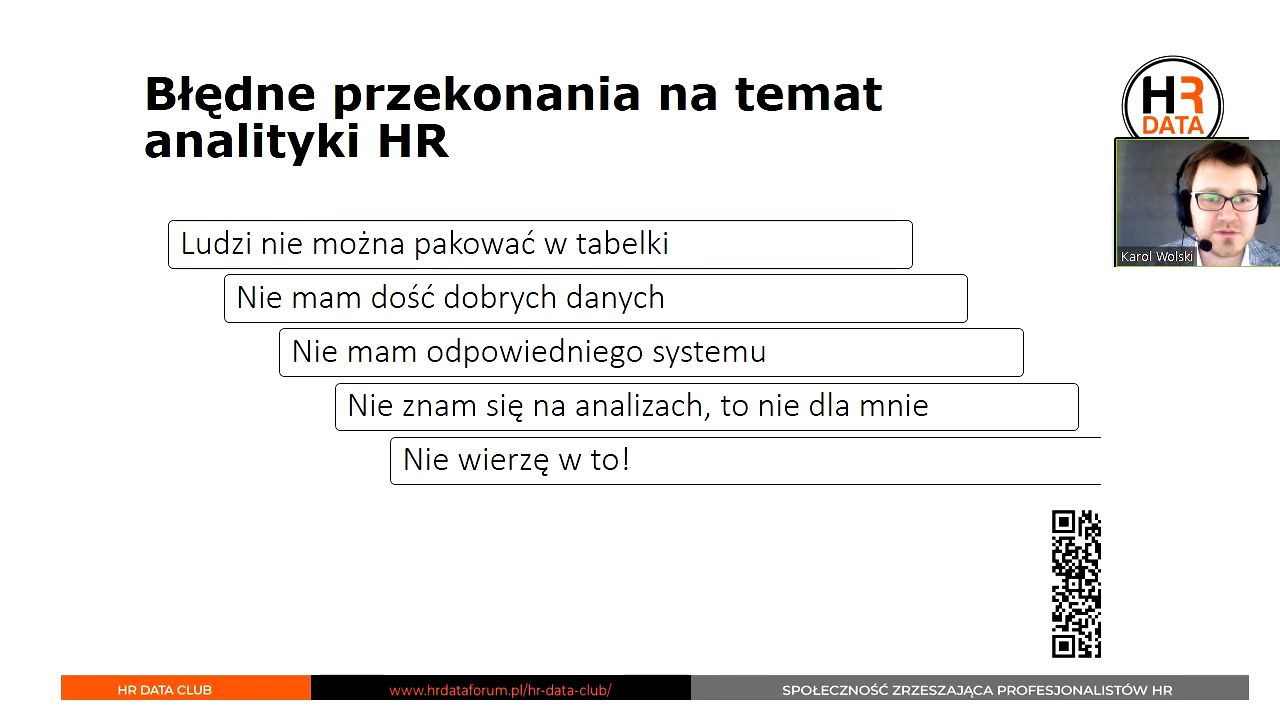 Błędne przekonania na temat
analityki HR
HR
DATA
Karol Wolski
Ludzi nie można pakować w tabelki
Nie mam dość dobrych danych
Nie mam odpowiedniego systemu
Nie znam się na analizach, to nie dla mnie
Nie wierzę w to!
HR DATA CLUB
www.hrdataforum.pl/hr-data-club/
SPOŁECZNOŚĆ ZRZESZAJĄCA PROFESJONALISTÓW HR